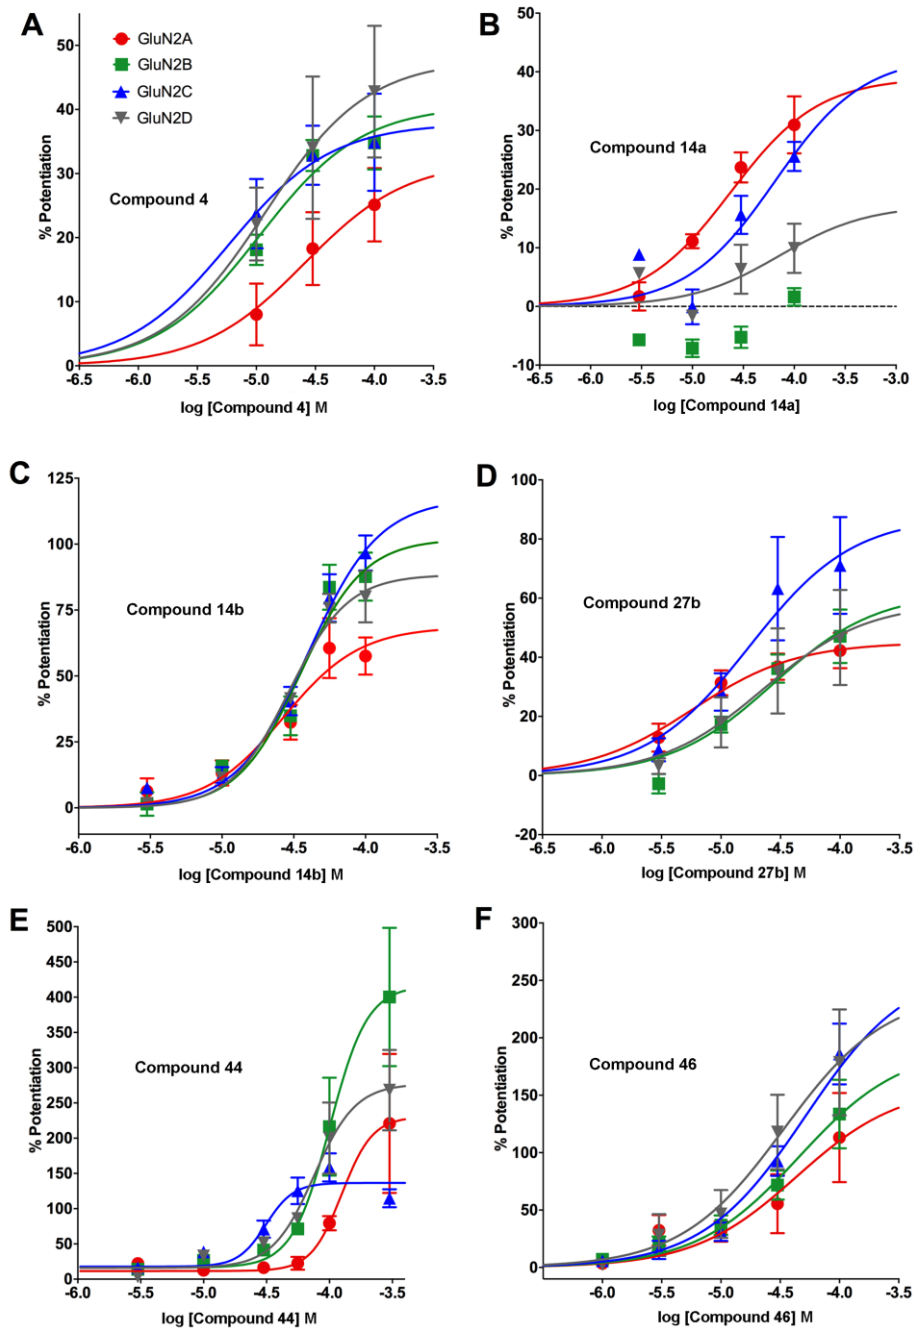 A
GluN2A
GluN2B
GluN2C
GluN2D
Compound 4
% Potentiation
50
40
30
20
10
0
-6.5 -6.0 -5.5 -5.0 -4.5 -4.0 -3.5
log [Compound 4] M
B
Compound 14a
% Potentiation
50
40
30
20
10
0
-10
-6.5 -6.0 -5.5 -5.0 -4.5 -4.0 -3.5 -3.0
log [Compound 14a]
C
Compound 14b
% Potentiation
125
100
75
50
25
0
-6.0 -5.5 -5.0 -4.5 -4.0 -3.5
log [Compound 14b] M
D
Compound 27b
% Potentiation
100
80
60
40
20
0
-20
-6.5 -6.0 -5.5 -5.0 -4.5 -4.0 -3.5
log [Compound 27b] M
E
Compound 44
% Potentiation
500
450
400
350
300
250
200
150
100
50
0
-6.0 -5.5 -5.0 -4.5 -4.0 -3.5
log [Compound 44] M
F
Compound 46
% Potentiation
300
250
200
150
100
50
0
-6.5 -6.0 -5.5 -5.0 -4.5 -4.0 -3.5
log [Compound 46] M